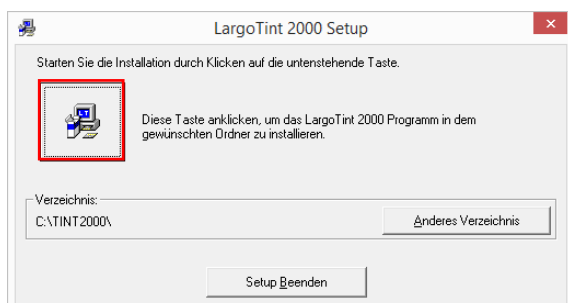 LargoTint 2000 Setup
Starten Sie die Installation durch Klicken auf die untenstehende Taste.
LT
Diese Taste anklicken, um das LargoTint 2000 Programm in dem
gewünschten Ordner zu installieren.
Verzeichnis:
C:\TINT2000\
Anderes Verzeichnis
Setup Beenden